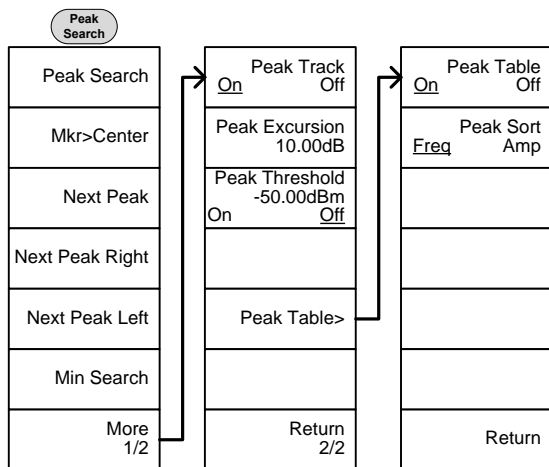 Peak
Search
Peak Search
Mkr>Center
Next Peak
Next Peak Right
Next Peak Left
Min Search
More
1/2
Peak Track
On Off
Peak Excursion
10.00dB
Peak Threshold
-50.00dBm
On Off
Peak Table>
Return
2/2
Peak Table
On Off
Peak Sort
Freq Amp
Return